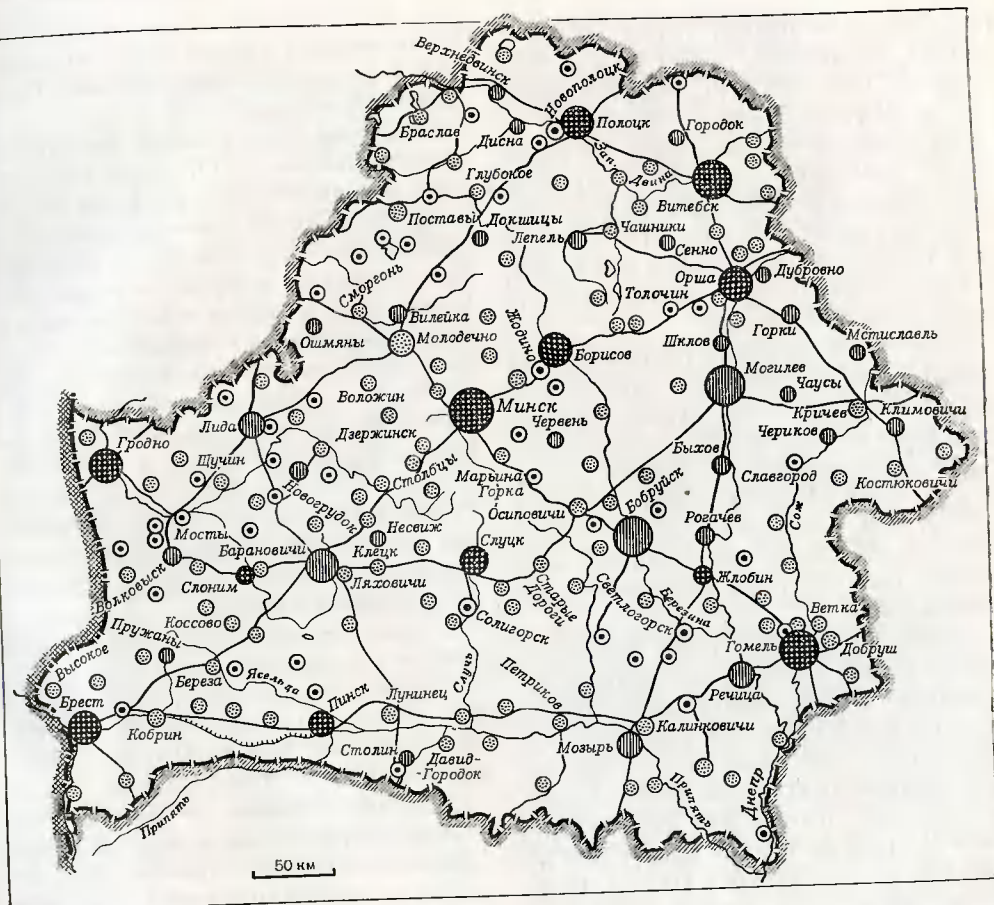 Верхнедвинск
Новополоцк
Браслав
Дисна
Полоцк
Городок
Зап.
Двина
Глубокое
Витебск
Поставы
Докшицы
Лепель
Чашники
Сенно
Орша
Дубровно
Сморгонь
Вилейка
Толочин
Ошмяны
Молодечно
Жодино
Борисов
Шклов
Горки
Мстиславль
Могилев
Воложин
Минск
Чаусы
Лида
Дзержинск
Червень
Кричев
Климовичи
Гродно
Чериков
Щучин
Столбцы
Марьина
Горка
Быхов
Славгород
Костюковичи
Новогрудок
Бобруйск
Осиповичи
Сож
Мосты
Несвиж
Рогачев
Барановичи
Клецк
Слуцк
Волковыск
Слоним
Ляховичи
Старые
Дороги
Светлогорск
Березина
Жлобин
Коссово
Солигорск
Ветка
Пружаны
Гомель
Добруш
Высокое
Береза
Ясельда
Случь
Петриков
Речица
Брест
Пинск
Лунинец
Кобрин
Калинковичи
Столин
Давид-
-Городок
Мозырь
Припять
Днепр
Припять
50 км